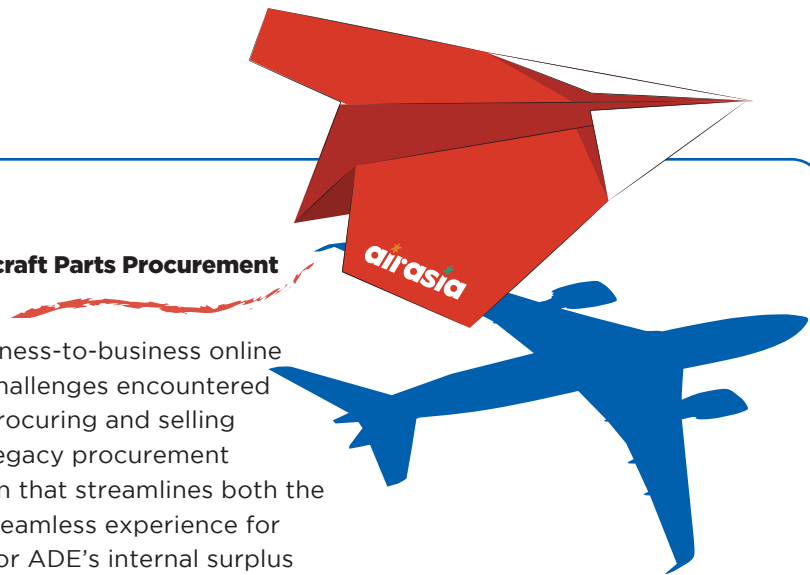 craft Parts Procurement
airasia
ness-to-business online
hallenges encountered
rocuring and selling
egacy procurement
n that streamlines both the
eamless experience for
or ADE’s internal surplus